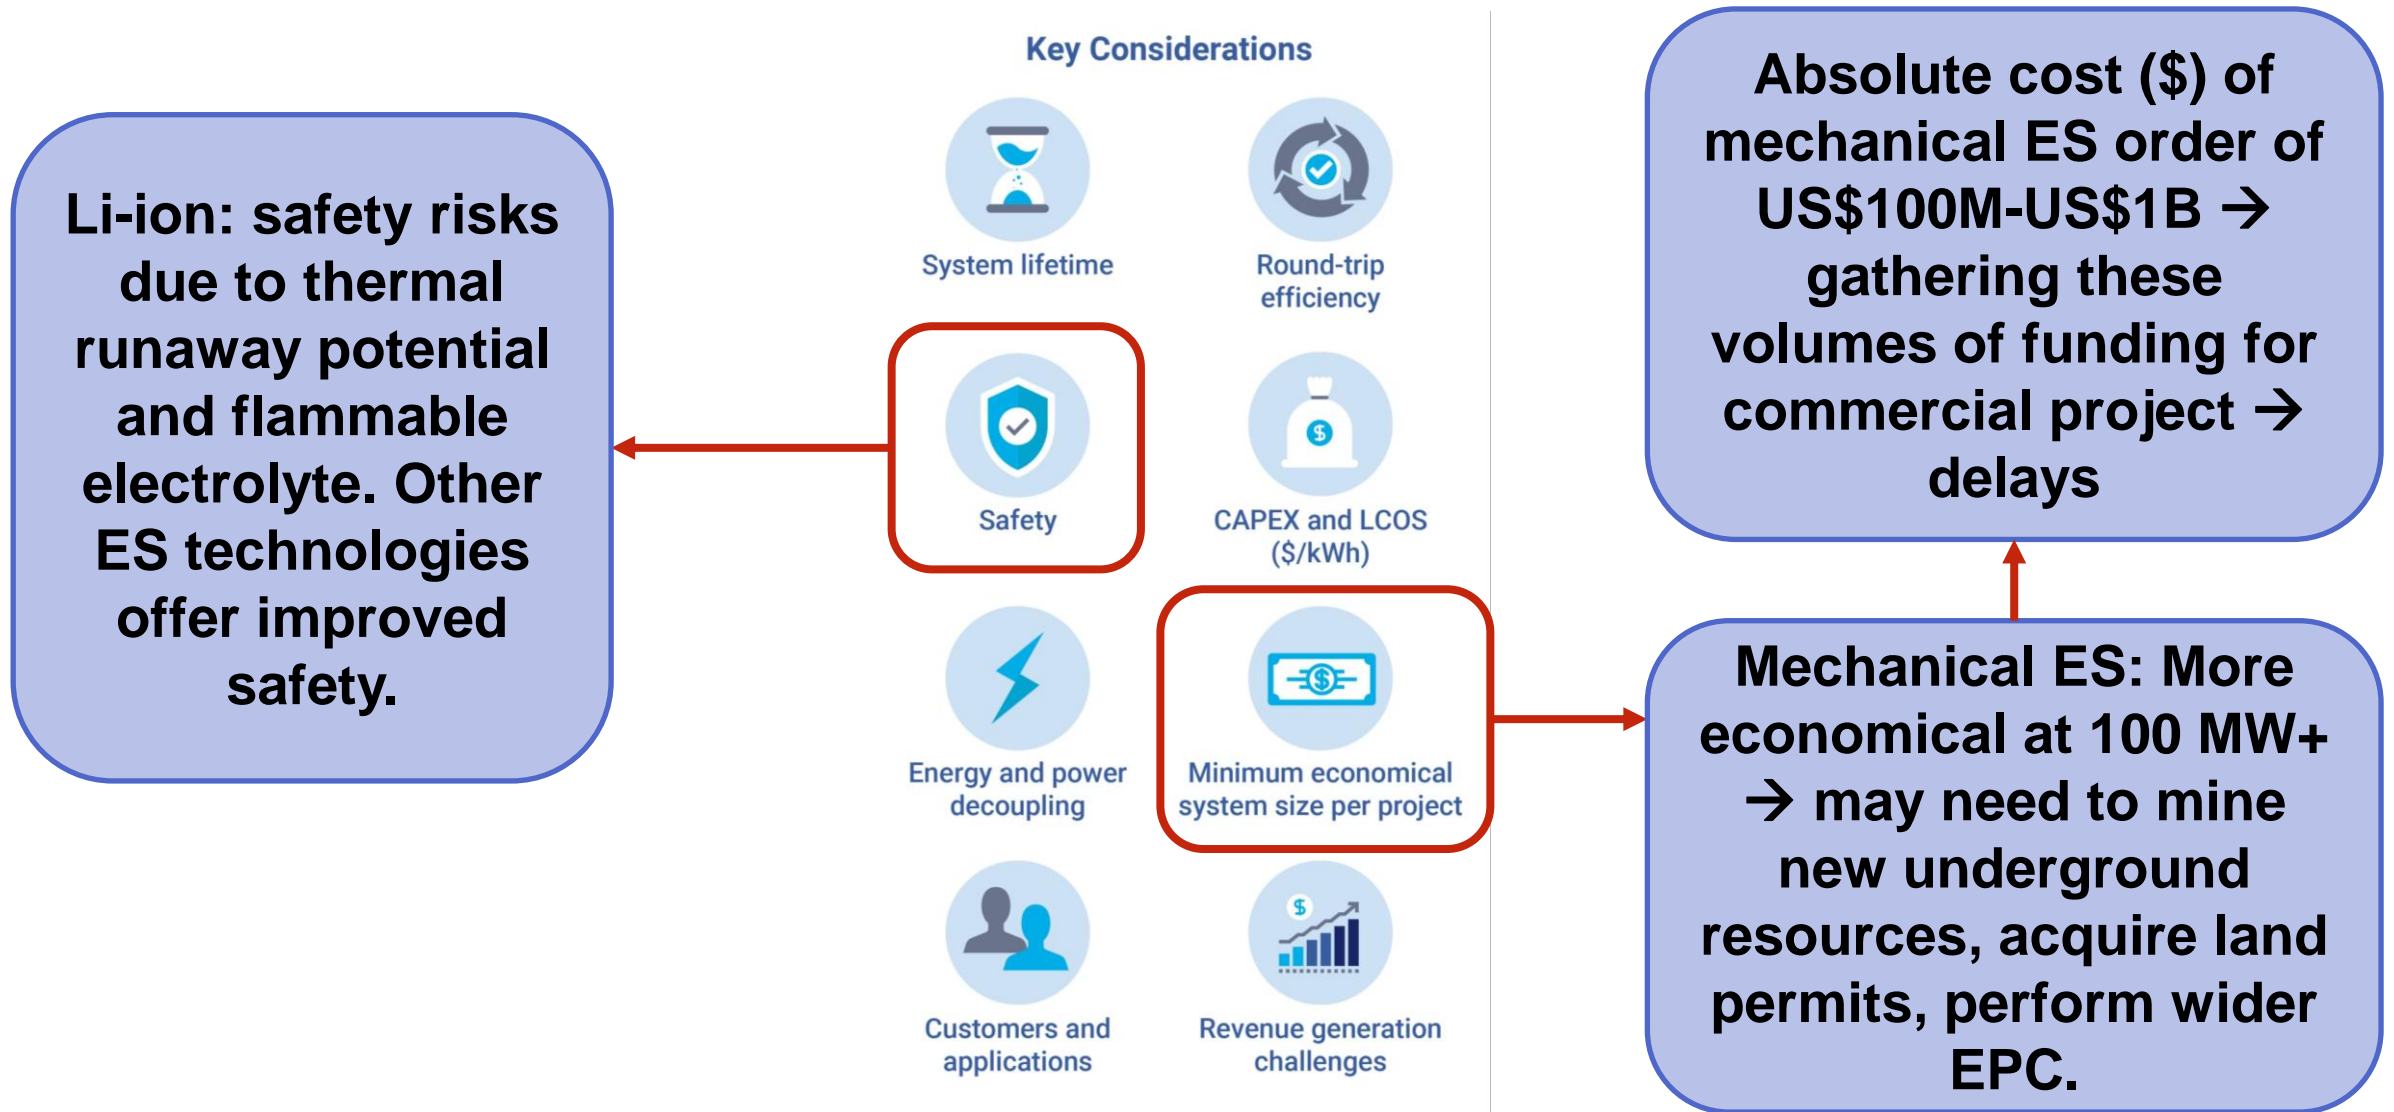 Key Considerations
Li-ion: safety risks
due to thermal
runaway potential
and flammable
electrolyte. Other
ES technologies
offer improved
safety.
System lifetime
Round-trip
efficiency
Safety
$
CAPEX and LCOS
($/kWh)
Energy and power
decoupling
$
Minimum economical
system size per project
Customers and
applications
$
Revenue generation
challenges
Absolute cost ($) of
mechanical ES order of
US$100M-US$1B →
gathering these
volumes of funding for
commercial project →
delays
Mechanical ES: More
economical at 100 MW+
→ may need to mine
new underground
resources, acquire land
permits, perform wider
EPC.